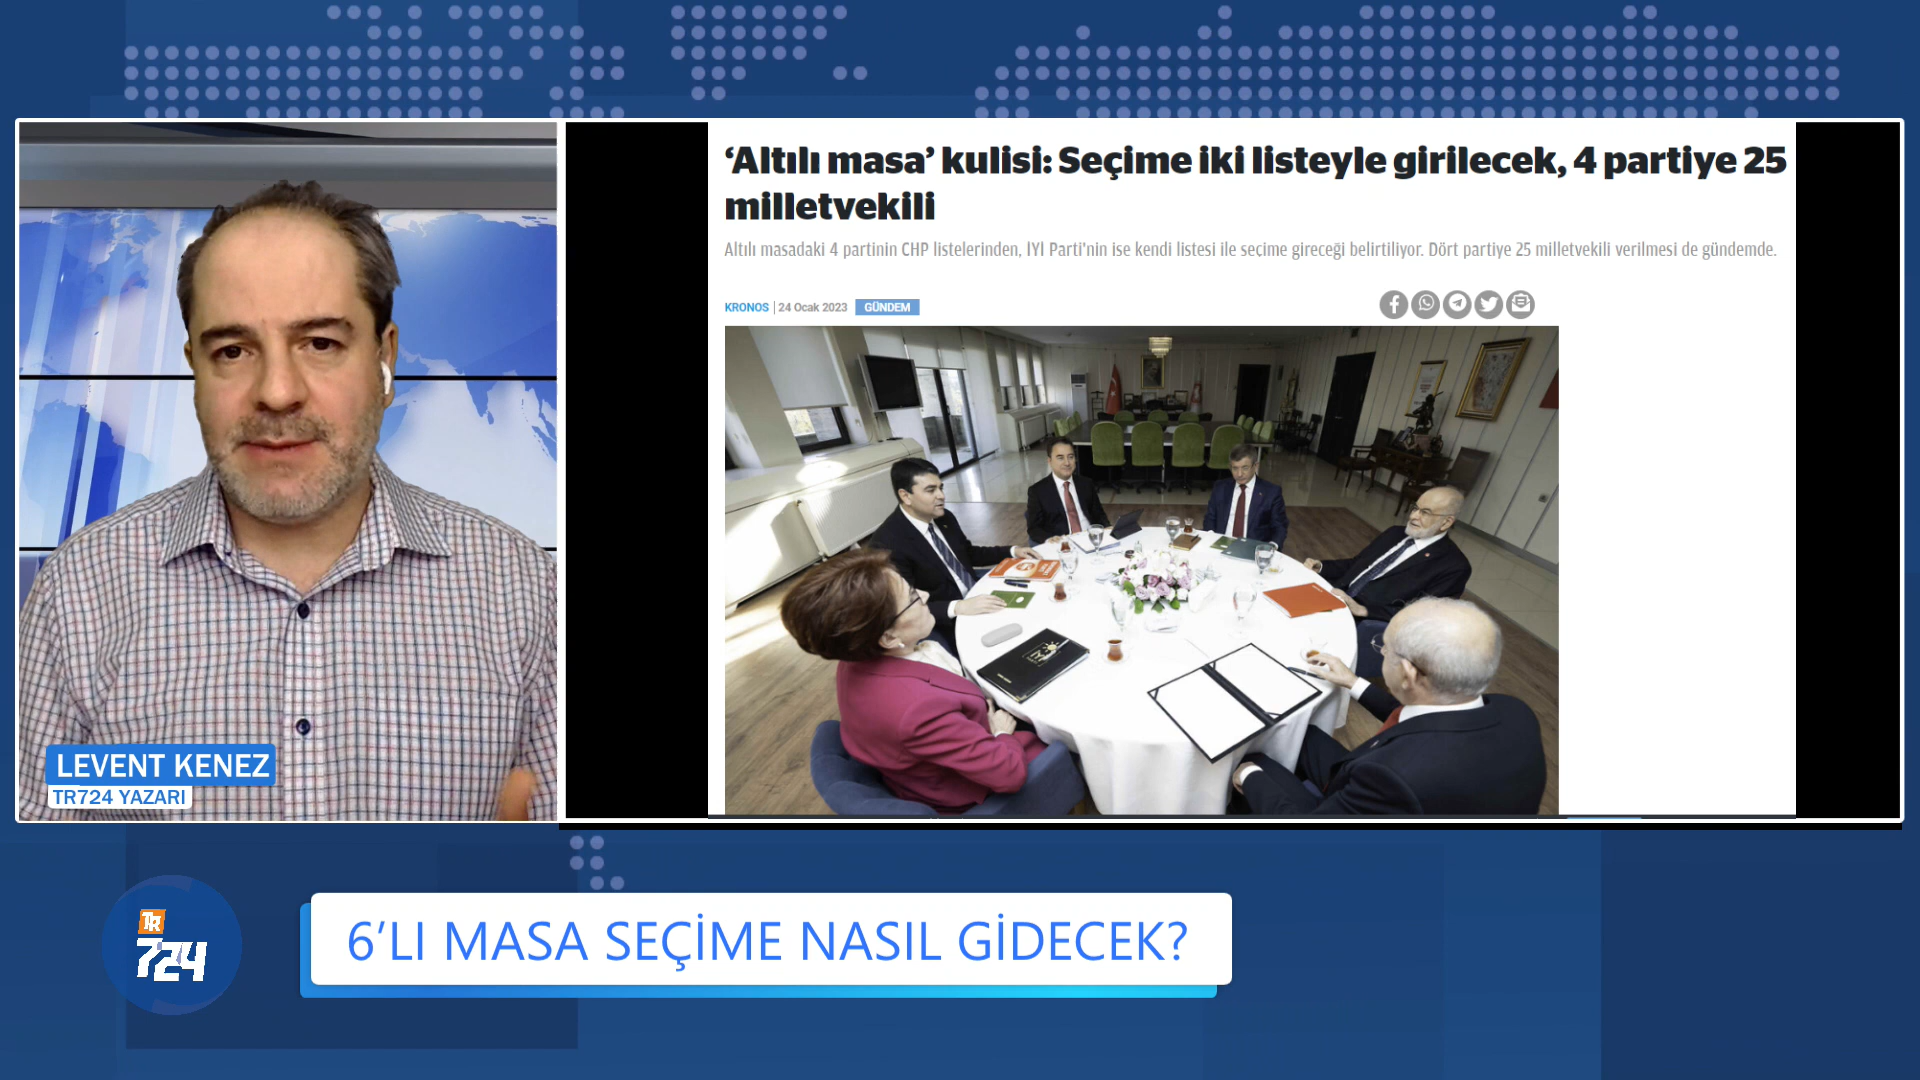 ‘Altılı masa’ kulisi: Seçime iki listeyle girilecek, 4 partiye 25
milletvekili
Altılı masadaki 4 partinin CHP listelerinden, İYİ Parti'nin ise kendi listesi ile seçime gireceği belirtiliyor. Dört partiye 25 milletvekili verilmesi de gündemde.
KRONOS | 24 Ocak 2023 GÜNDEM
LEVENT KENEZ
TR724 YAZARI
TR
724
6’LI MASA SEÇİME NASIL GİDECEK?